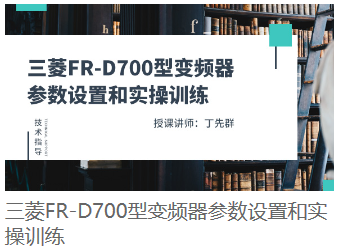 三菱FR-D700型变频器
参数设置和实操训练
授课讲师：丁先群
技术指导
三菱FR-D700型变频器参数设置和实
操训练